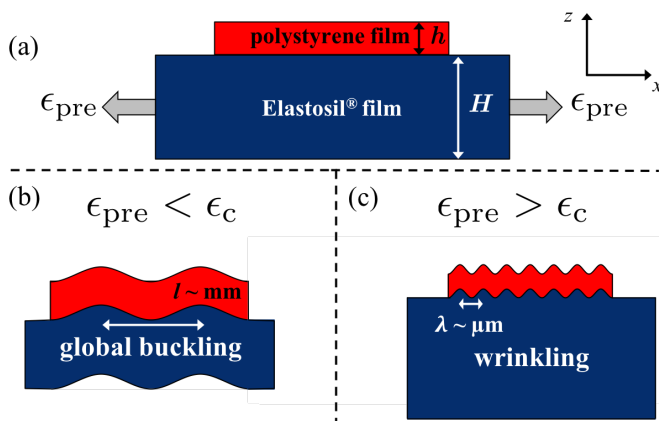 (a)
polystyrene film h
z
x
ϵpre
Elastosil® film
H
ϵpre
(b)
ϵpre < ϵc
l ~ mm
global buckling
(c)
ϵpre > ϵc
λ ~ μm
wrinkling